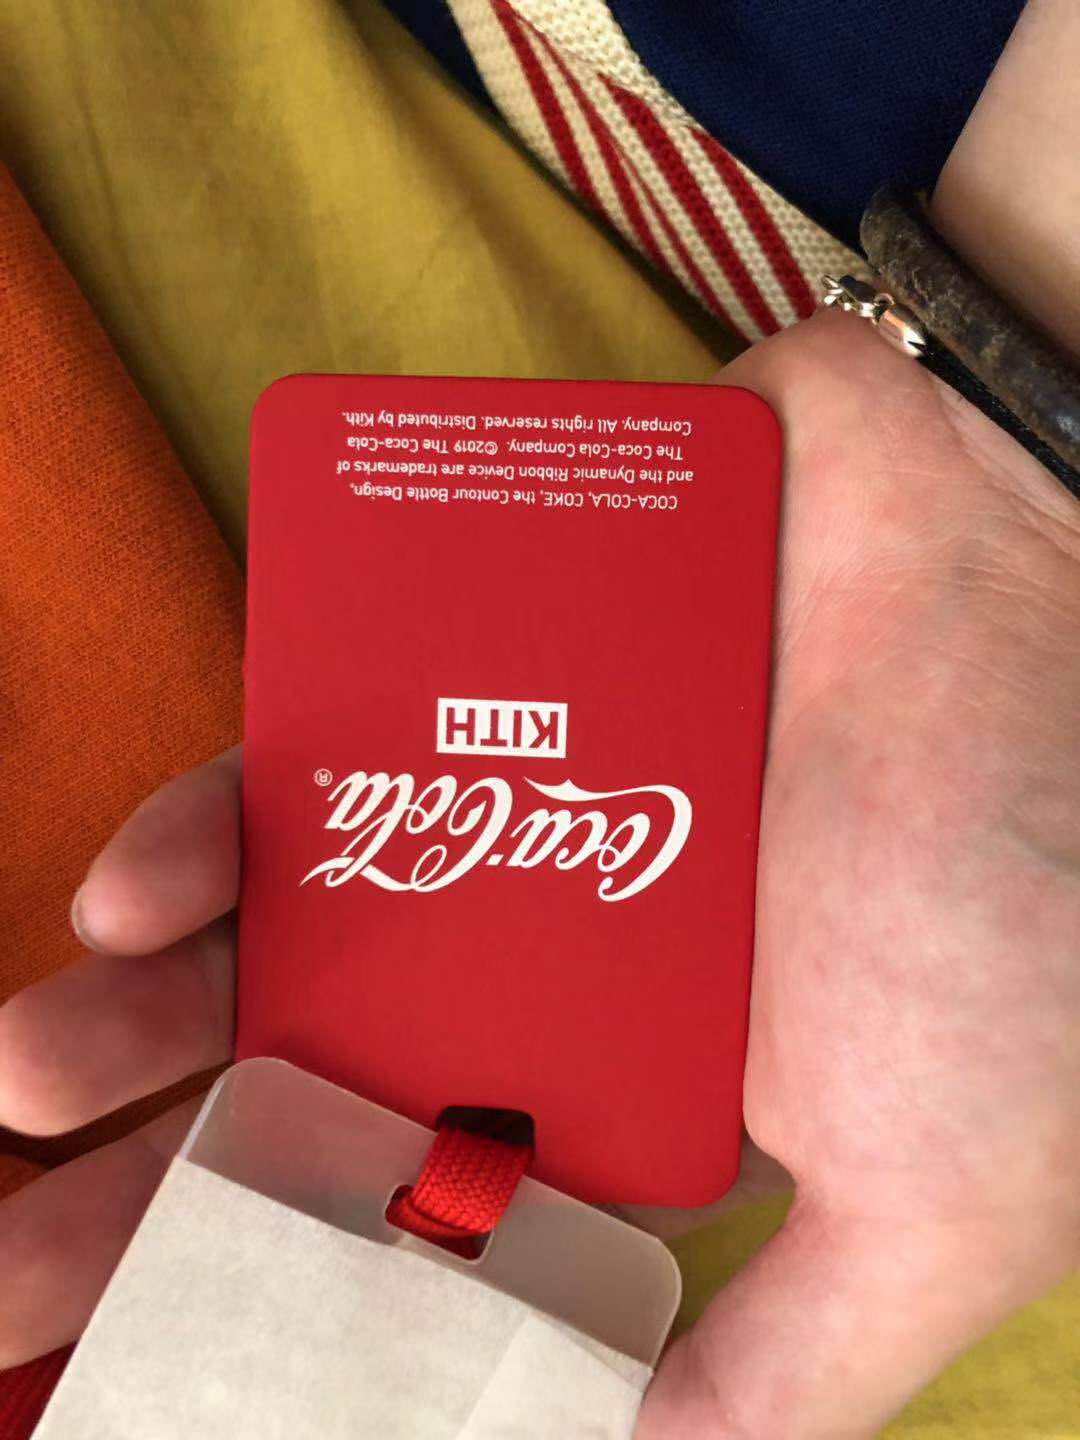 Coca-Cola®
KITH
COCA-COLA, COKE, the Contour Bottle Design,
and the Dynamic Ribbon Device are trademarks of
The Coca-Cola Company. ©2019 The Coca-Cola
Company. All rights reserved. Distributed by Kith.